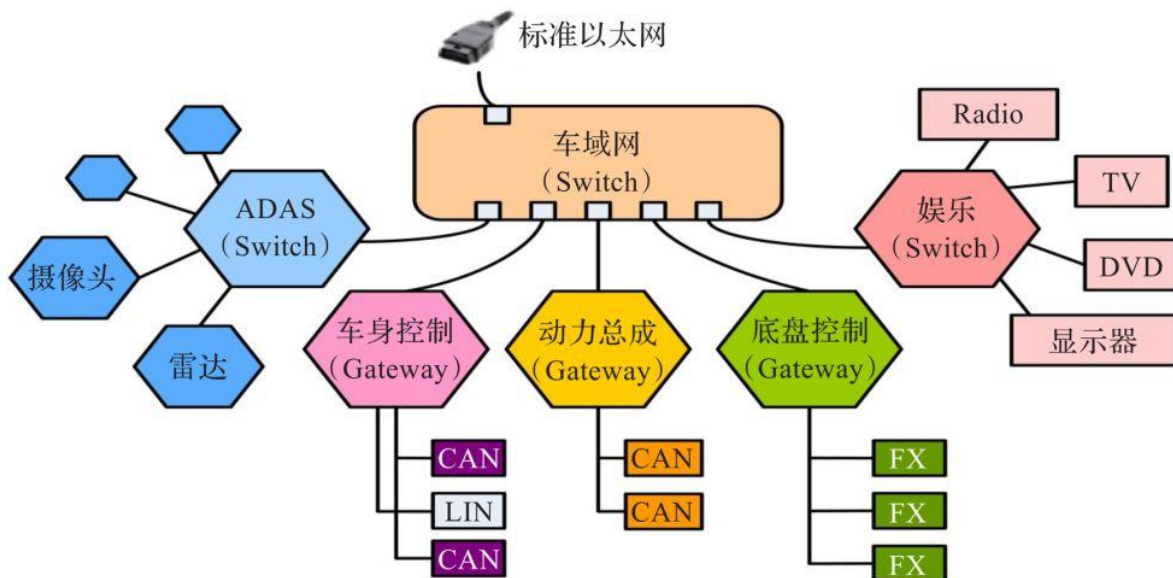 标准以太网
车域网
（Switch）
Radio
TV
DVD
显示器
娱乐
（Switch）
ADAS
（Switch）
摄像头
雷达
车身控制
（Gateway）
动力总成
（Gateway）
底盘控制
（Gateway）
CAN
LIN
CAN
CAN
CAN
FX
FX
FX